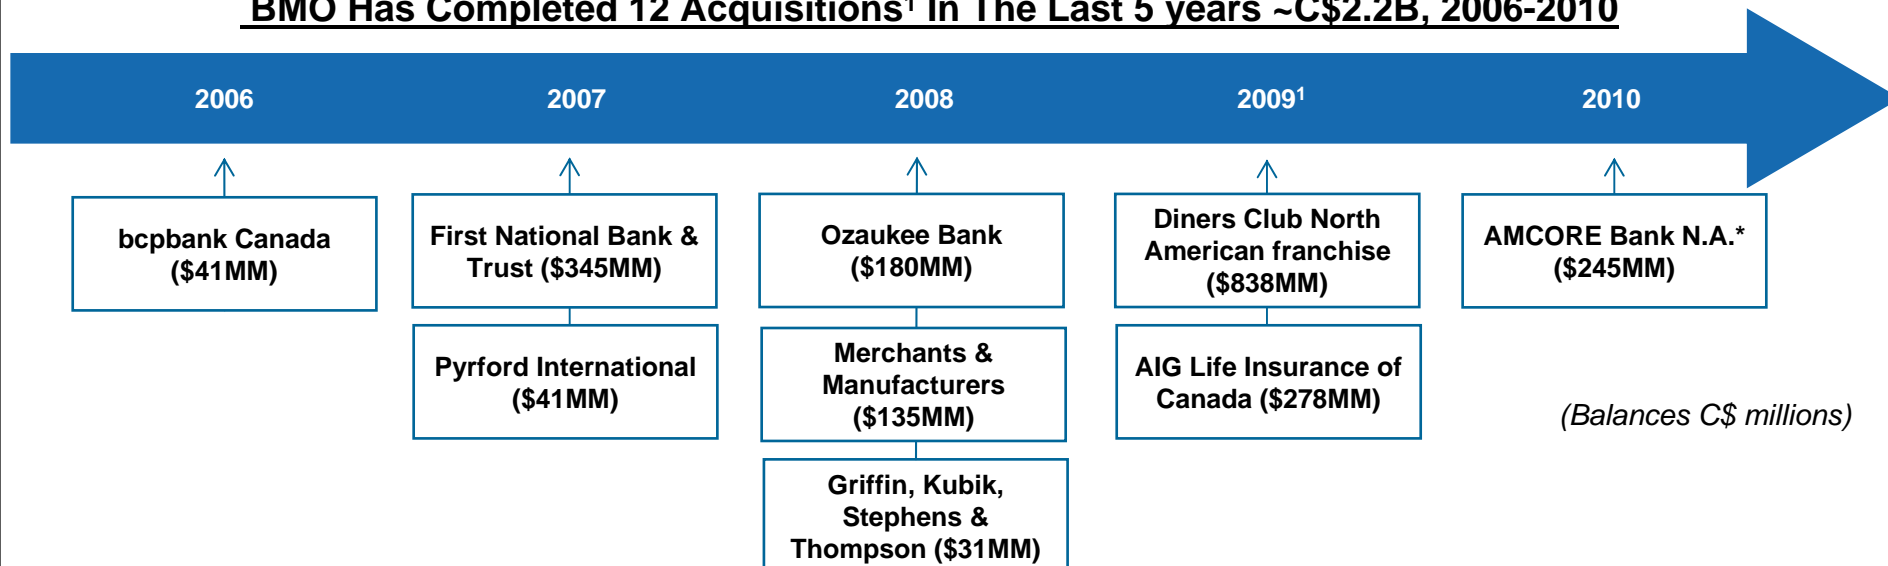 BMO Has Completed 12 Acquisitions¹ In The Last 5 years ~C$2.2B, 2006-2010
2006
2007
2008
2009¹
2010
bcpbank Canada
($41MM)
First National Bank &
Trust ($345MM)
Ozaukee Bank
($180MM)
Diners Club North
American franchise
($838MM)
AMCORE Bank N.A.*
($245MM)
Pyrford International
($41MM)
Merchants &
Manufacturers
($135MM)
AIG Life Insurance of
Canada ($278MM)
(Balances C$ millions)
Griffin, Kubik,
Stephens &
Thompson ($31MM)